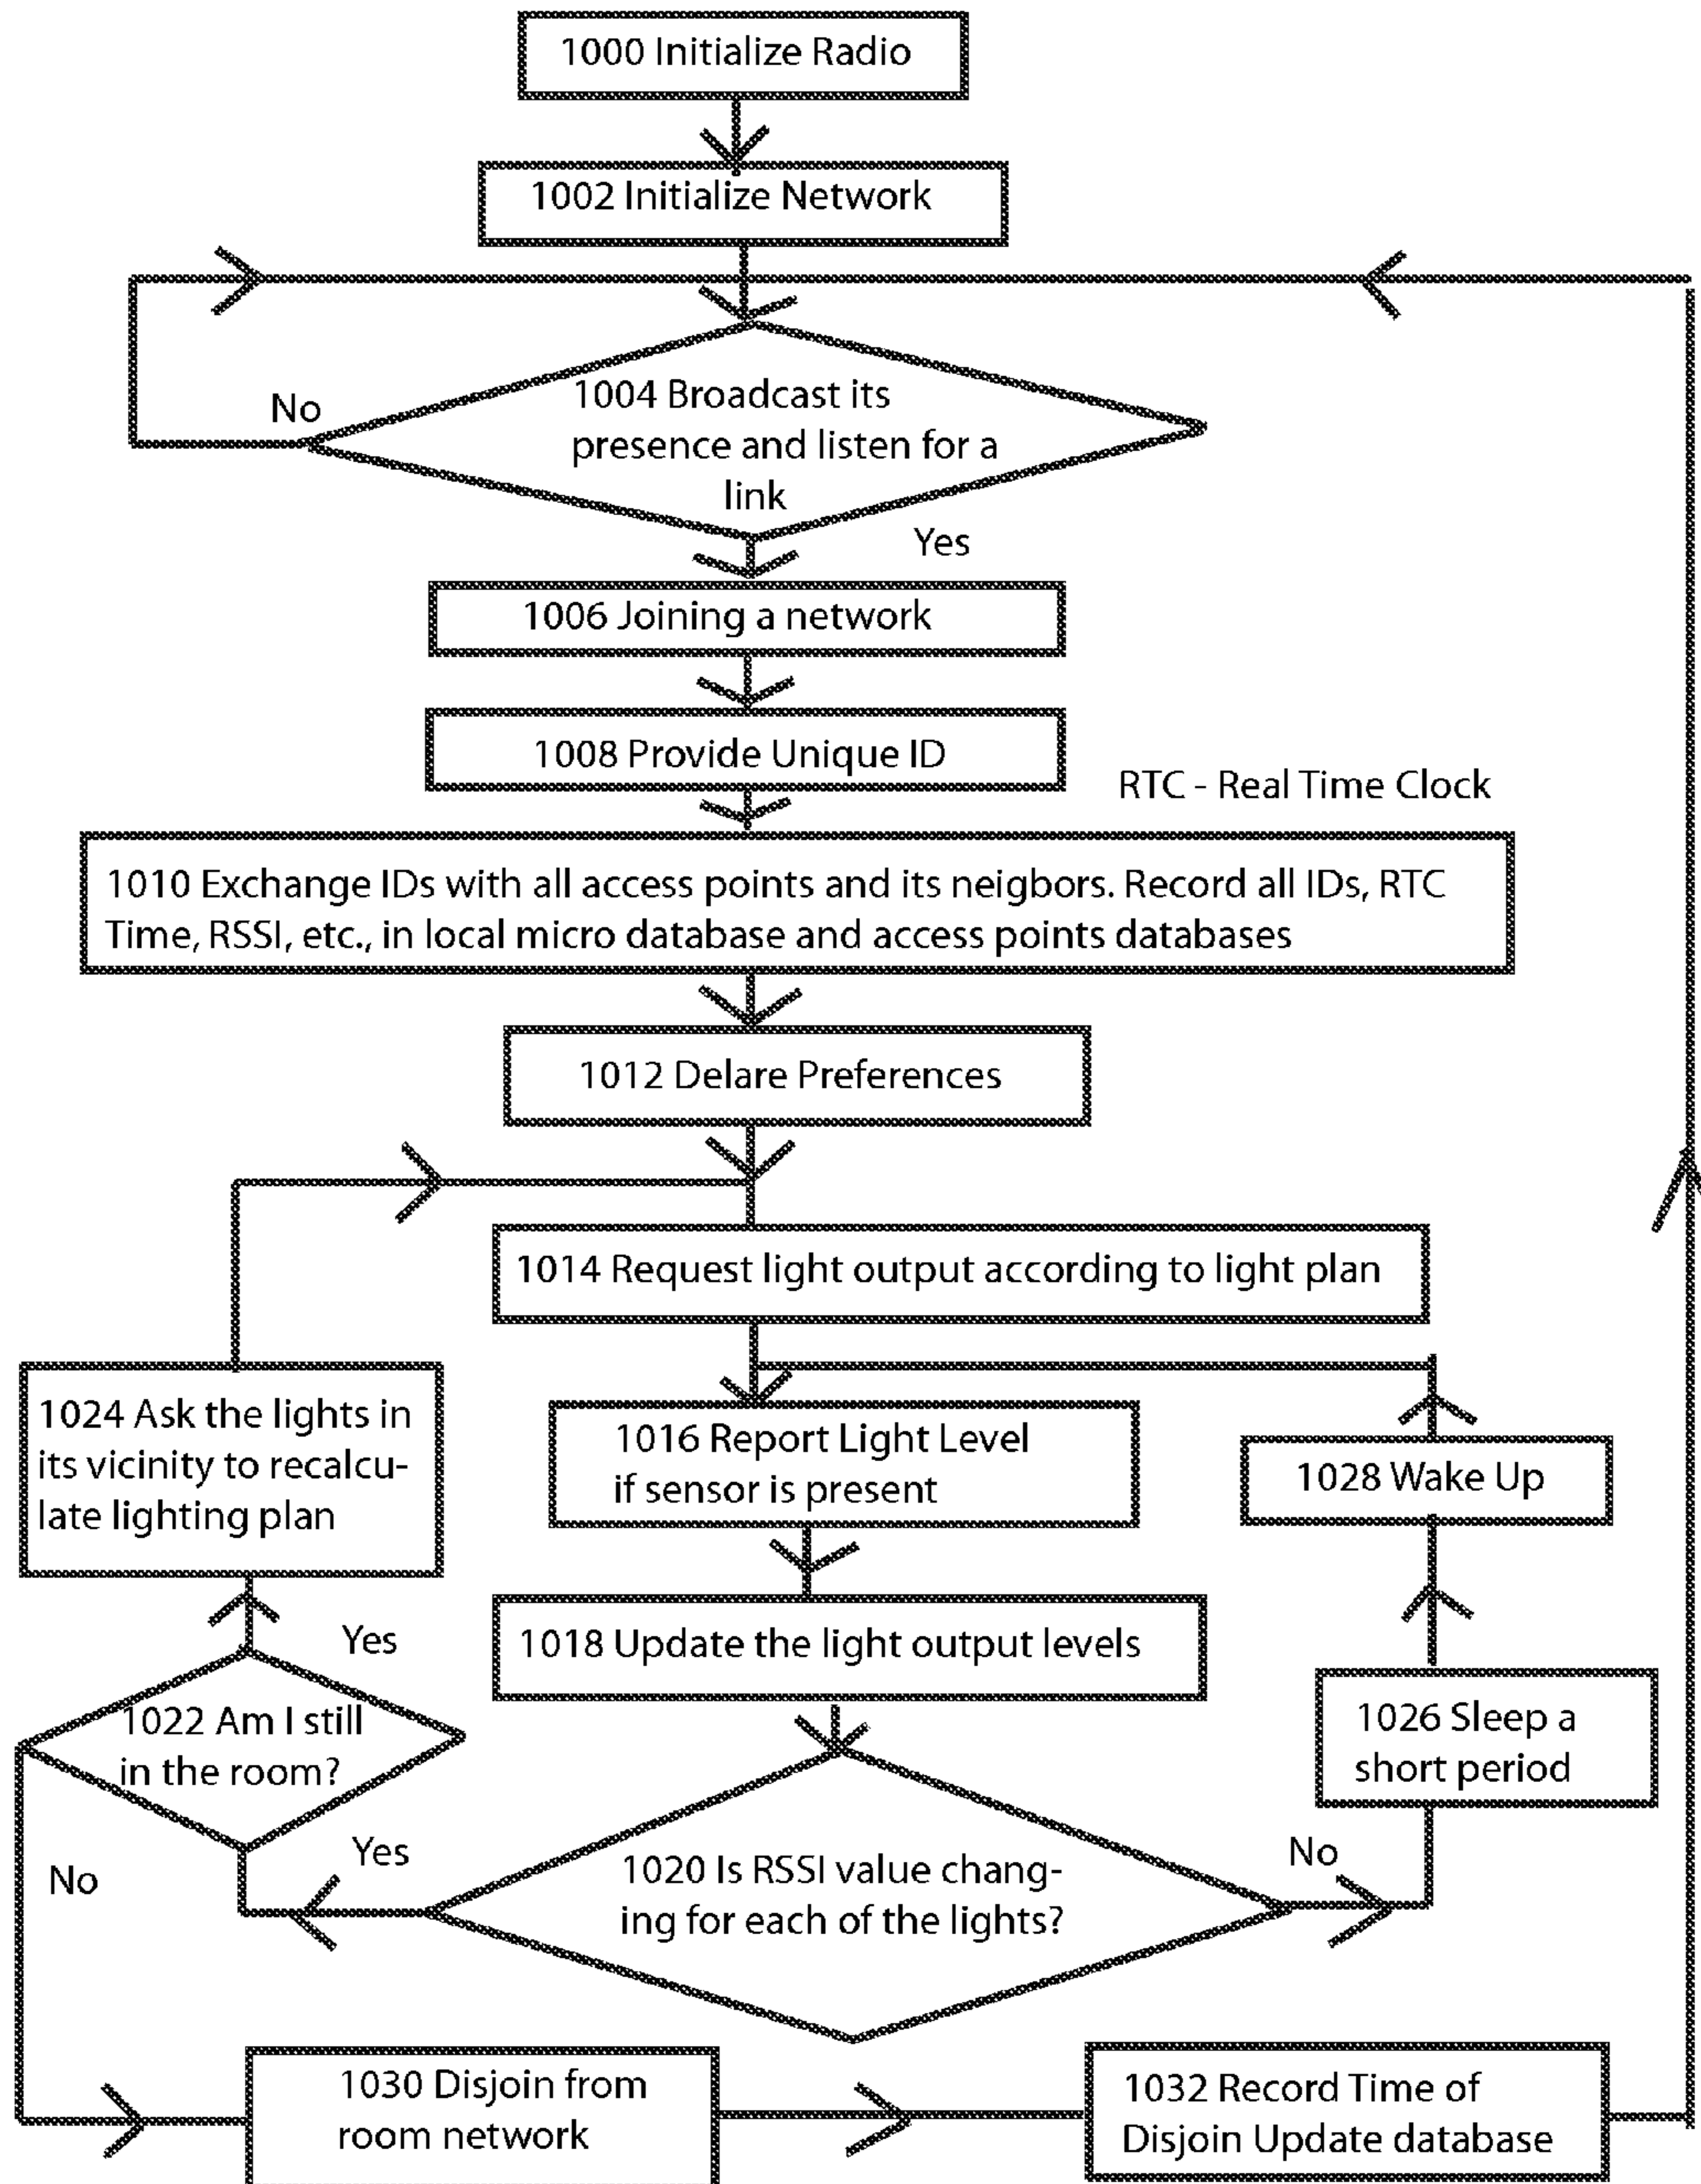 1000 Initialize Radio
1002 Initialize Network
No
1004 Broadcast its
presence and listen for a
link
Yes
1006 Joining a network
1008 Provide Unique ID
RTC - Real Time Clock
1010 Exchange IDs with all access points and its neigbors. Record all IDs, RTC
Time, RSSI, etc., in local micro database and access points databases
1012 Delare Preferences
1014 Request light output according to light plan
1024 Ask the lights in
its vicinity to recalcu-
late lighting plan
1016 Report Light Level
if sensor is present
1028 Wake Up
Yes
1018 Update the light output levels
1022 Am I still
in the room?
1026 Sleep a
short period
No
Yes
1020 Is RSSI value chang-
ing for each of the lights?
No
1030 Disjoin from
room network
1032 Record Time of
Disjoin Update database